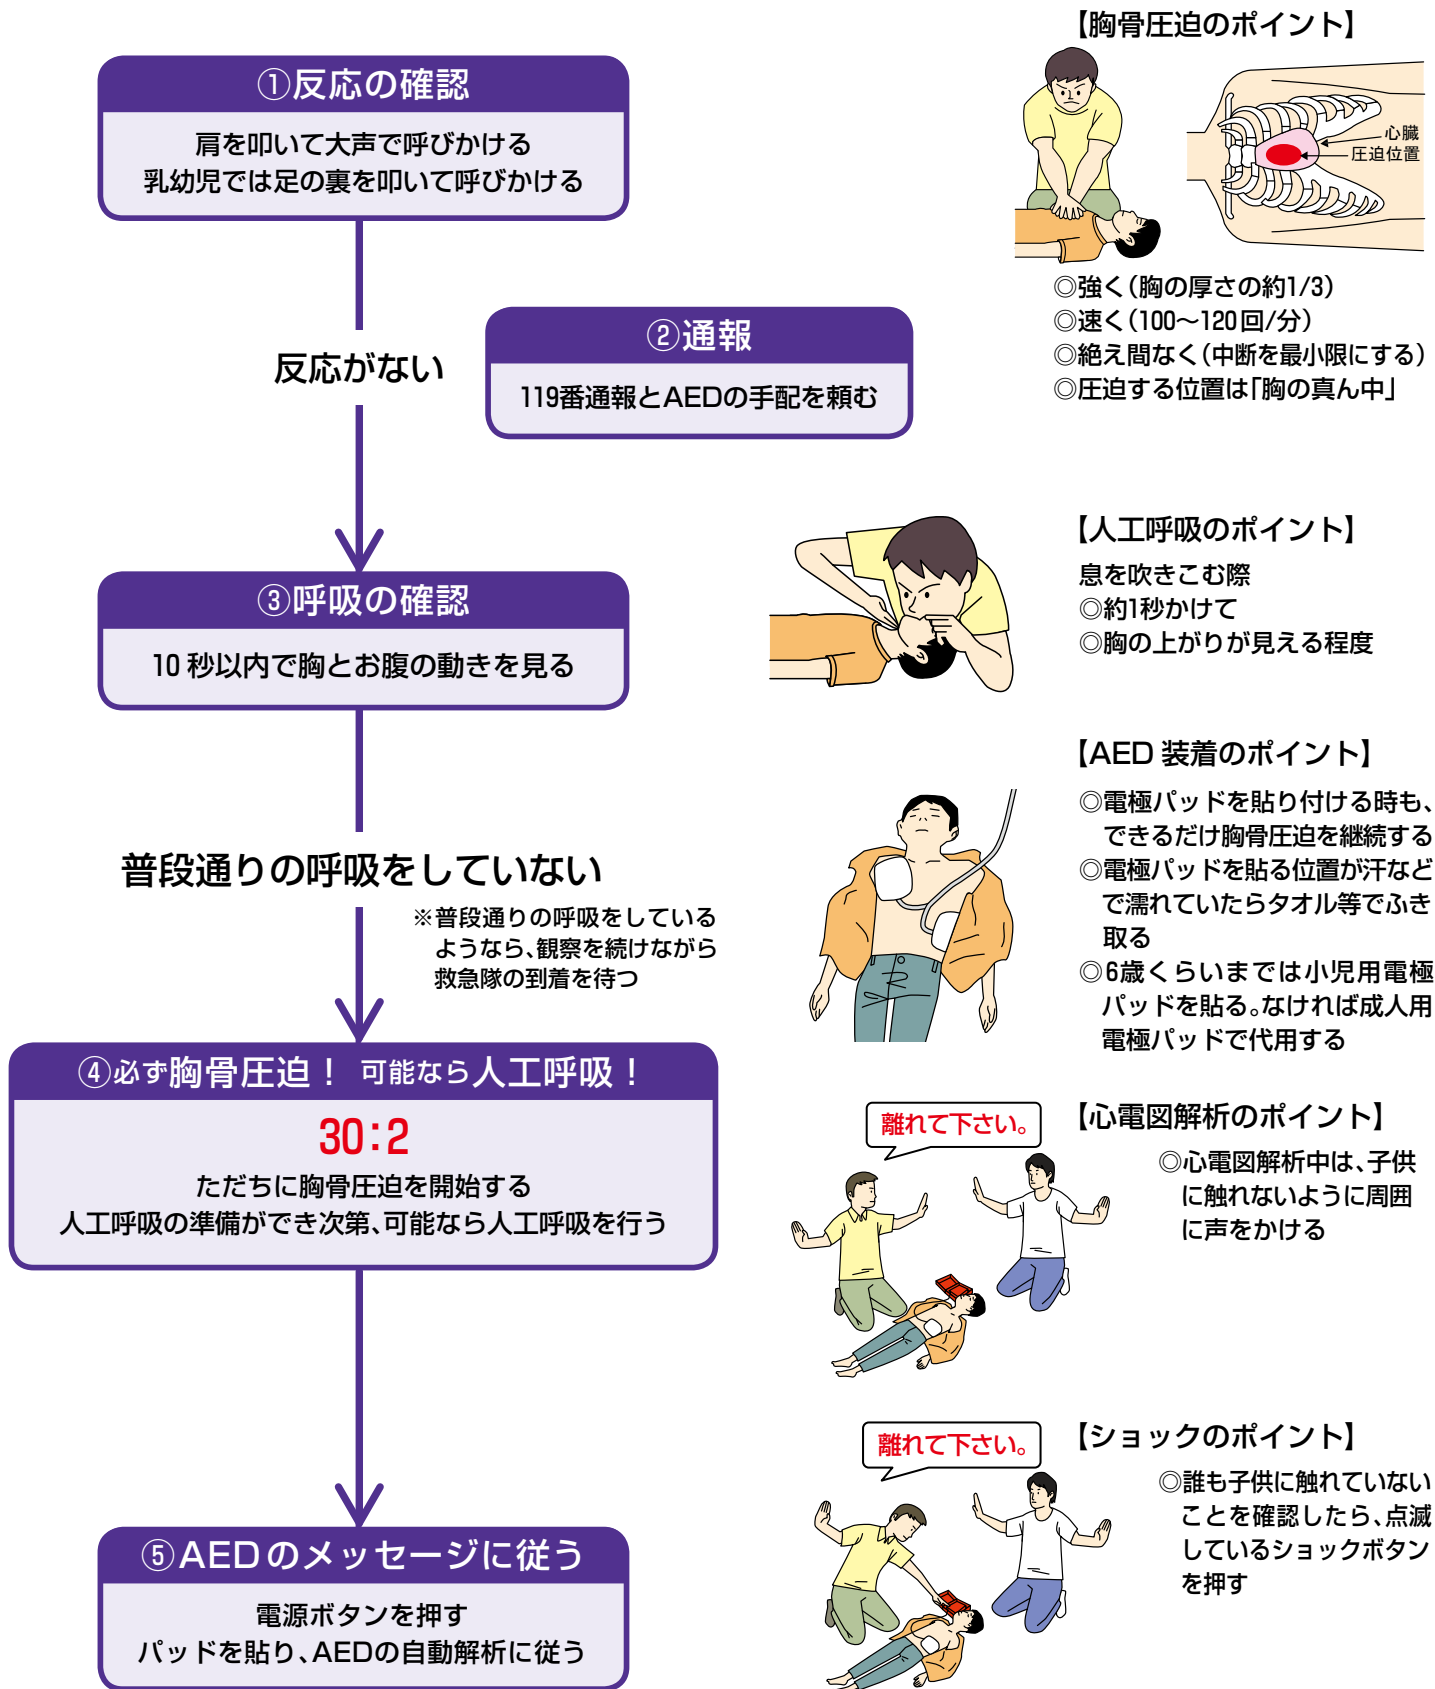 ①反応の確認
肩を叩いて大声で呼びかける
乳幼児では足の裏を叩いて呼びかける
反応がない
②通報
119番通報とAEDの手配を頼む
③呼吸の確認
10秒以内で胸とお腹の動きを見る
普段通りの呼吸をしていない
※普段通りの呼吸をしている
ようなら、観察を続けながら
救急隊の到着を待つ
④必ず胸骨圧迫！ 可能なら人工呼吸！
30：2
ただちに胸骨圧迫を開始する
人工呼吸の準備ができ次第、可能なら人工呼吸を行う
⑤AEDのメッセージに従う
電源ボタンを押す
パッドを貼り、AEDの自動解析に従う
【胸骨圧迫のポイント】
心臓
圧迫位置
◎強く（胸の厚さの約1/3）
◎速く（100〜120回/分）
◎絶え間なく（中断を最小限にする）
◎圧迫する位置は「胸の真ん中」
【人工呼吸のポイント】
息を吹きこむ際
◎約1秒かけて
◎胸の上がりが見える程度
【AED 装着のポイント】
◎電極パッドを貼り付ける時も、
できるだけ胸骨圧迫を継続する
◎電極パッドを貼る位置が汗など
で濡れていたらタオル等でふき
取る
◎6歳くらいまでは小児用電極
パッドを貼る。なければ成人用
電極パッドで代用する
離れて下さい。
【心電図解析のポイント】
◎心電図解析中は、子供
に触れないように周囲
に声をかける
離れて下さい。
【ショックのポイント】
◎誰も子供に触れていない
ことを確認したら、点滅
しているショックボタン
を押す